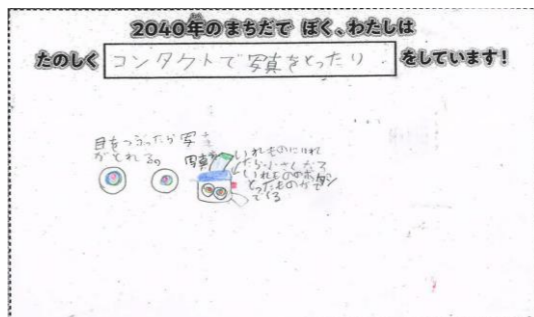 2040年のまちだで ぼく、わたしは
たのしく コンタクトで写真をとったり をしています!
目をつぶったら写
がとれるの
写真
いれものにいれ
たら小さくなる
いれもののボタン
とったものがで
てくる